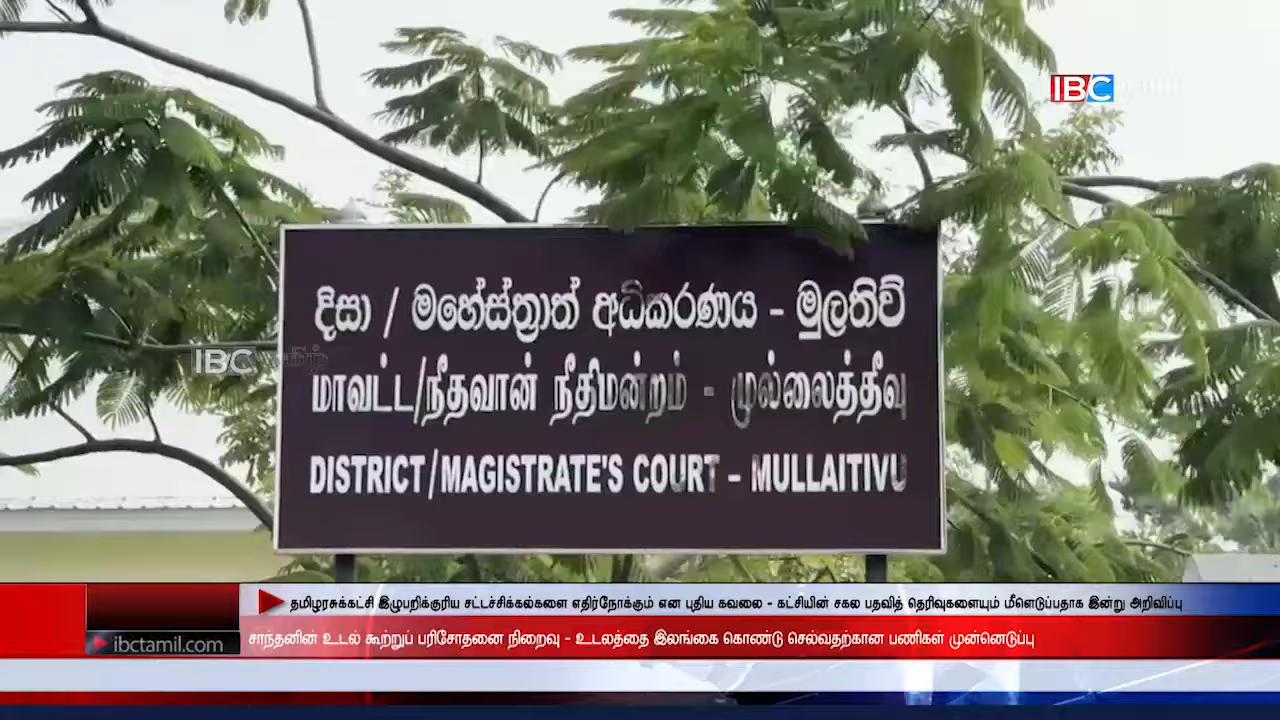 IBC தமிழ்
දිසා / මහේස්ත්‍රාත් අධිකරණය - මුලතිව්
IBC தமிழ்
மாவட்ட/நீதவான் நீதிமன்றம் - முல்லைத்தீவு
DISTRICT/MAGISTRATE'S COURT – MULLAITIVU
தமிழரசுக்கட்சி இழுபறிக்குரிய சட்டச்சிக்கல்களை எதிர்நோக்கும் என புதிய கவலை - கட்சியின் சகல பதவித் தெரிவுகளையும் மீளெடுப்பதாக இன்று அறிவிப்பு
ibctamil.com
சாந்தனின் உடல் கூற்றுப் பரிசோதனை நிறைவு - உடலத்தை இலங்கை கொண்டு செல்வதற்கான பணிகள் முன்னெடுப்பு